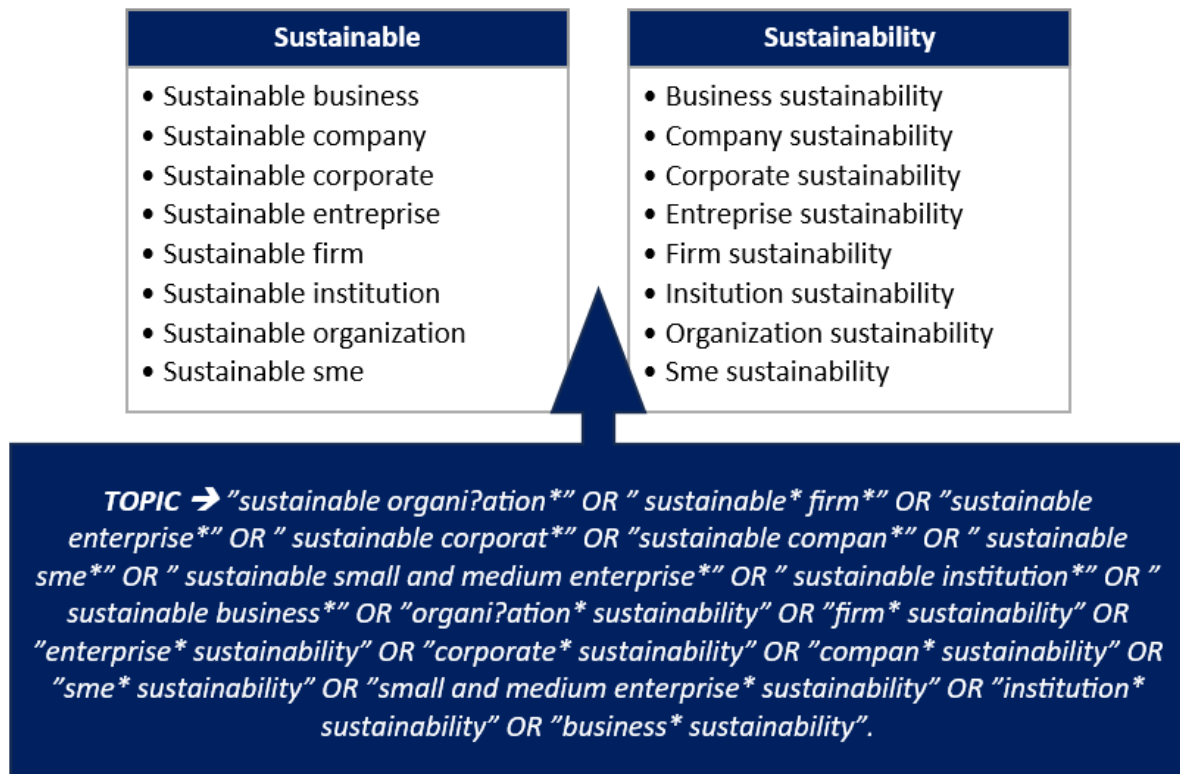 Sustainable
• Sustainable business
• Sustainable company
• Sustainable corporate
• Sustainable entreprise
• Sustainable firm
• Sustainable institution
• Sustainable organization
• Sustainable sme
Sustainability
• Business sustainability
• Company sustainability
• Corporate sustainability
• Entreprise sustainability
• Firm sustainability
• Insitution sustainability
• Organization sustainability
• Sme sustainability
TOPIC ➔ ”sustainable organi?ation*” OR ” sustainable* firm*” OR ”sustainable
enterprise*” OR ” sustainable corporat*” OR ”sustainable compan*” OR ” sustainable
sme*” OR ” sustainable small and medium enterprise*” OR ” sustainable institution*” OR ”
sustainable business*” OR ”organi?ation* sustainability” OR ”firm* sustainability” OR
”enterprise* sustainability” OR ”corporate* sustainability” OR ”compan* sustainability” OR
”sme* sustainability” OR ”small and medium enterprise* sustainability” OR ”institution*
sustainability” OR ”business* sustainability”.